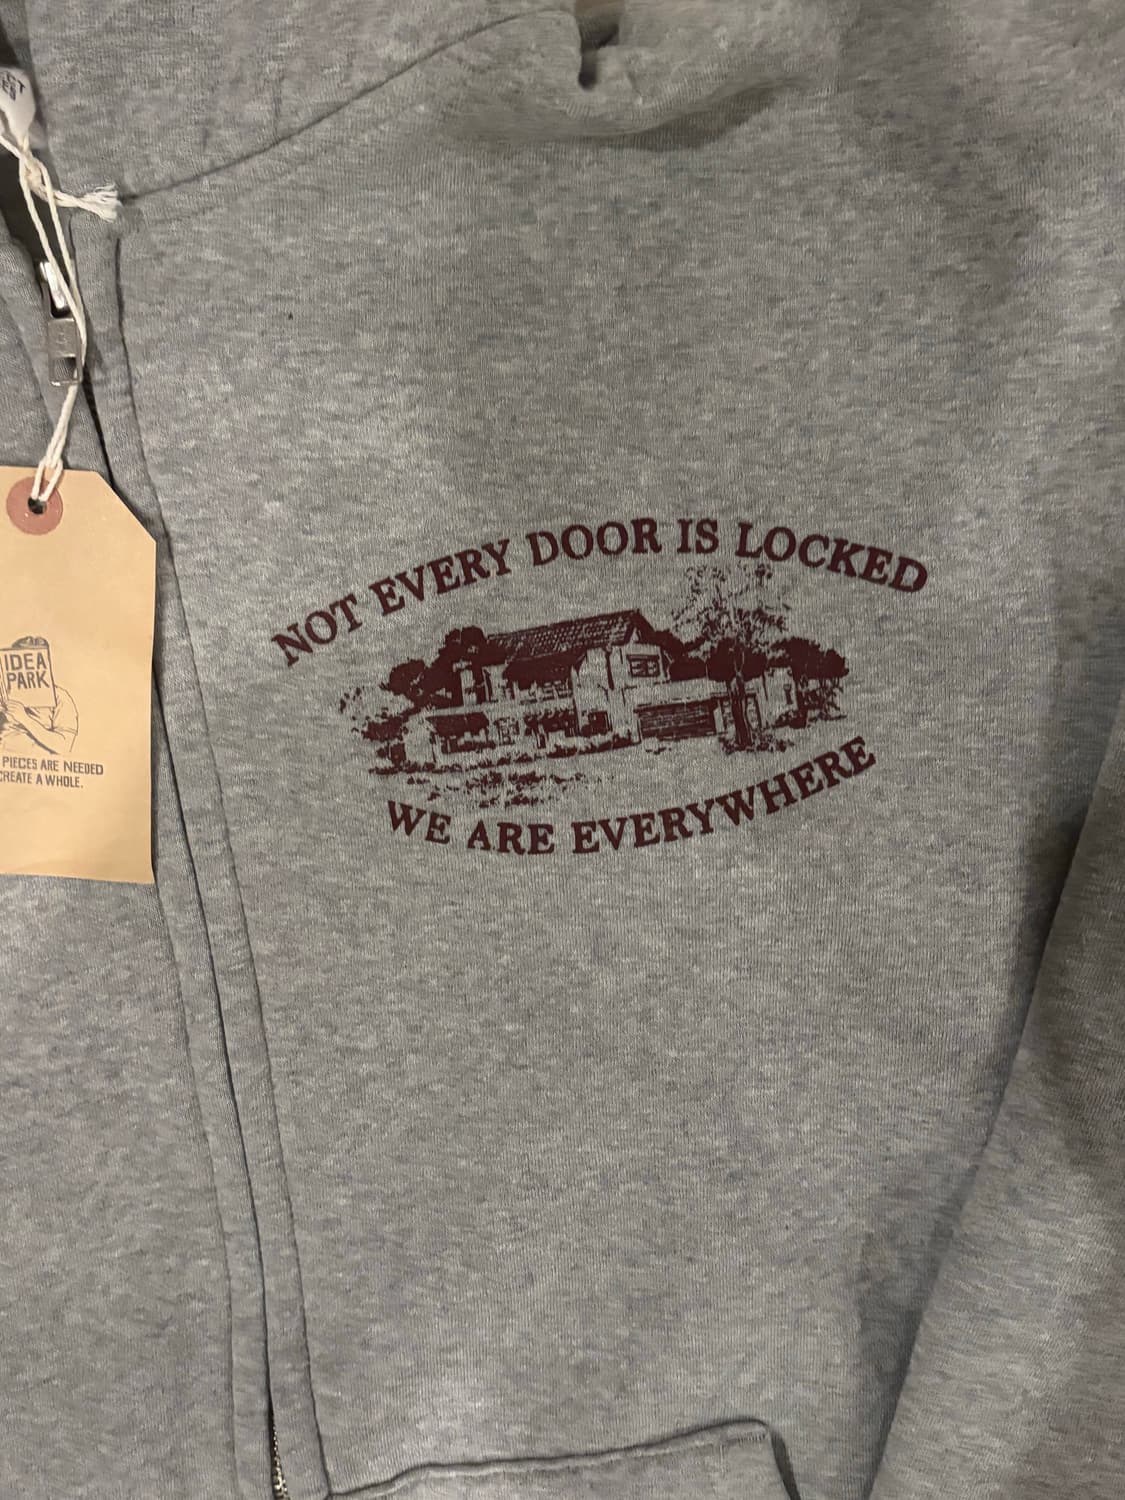 NOT EVERY DOOR IS LOCKED
WE ARE EVERYWHERE
IDEA
PARK
PIECES ARE NEEDED
CREATE A WHOLE.